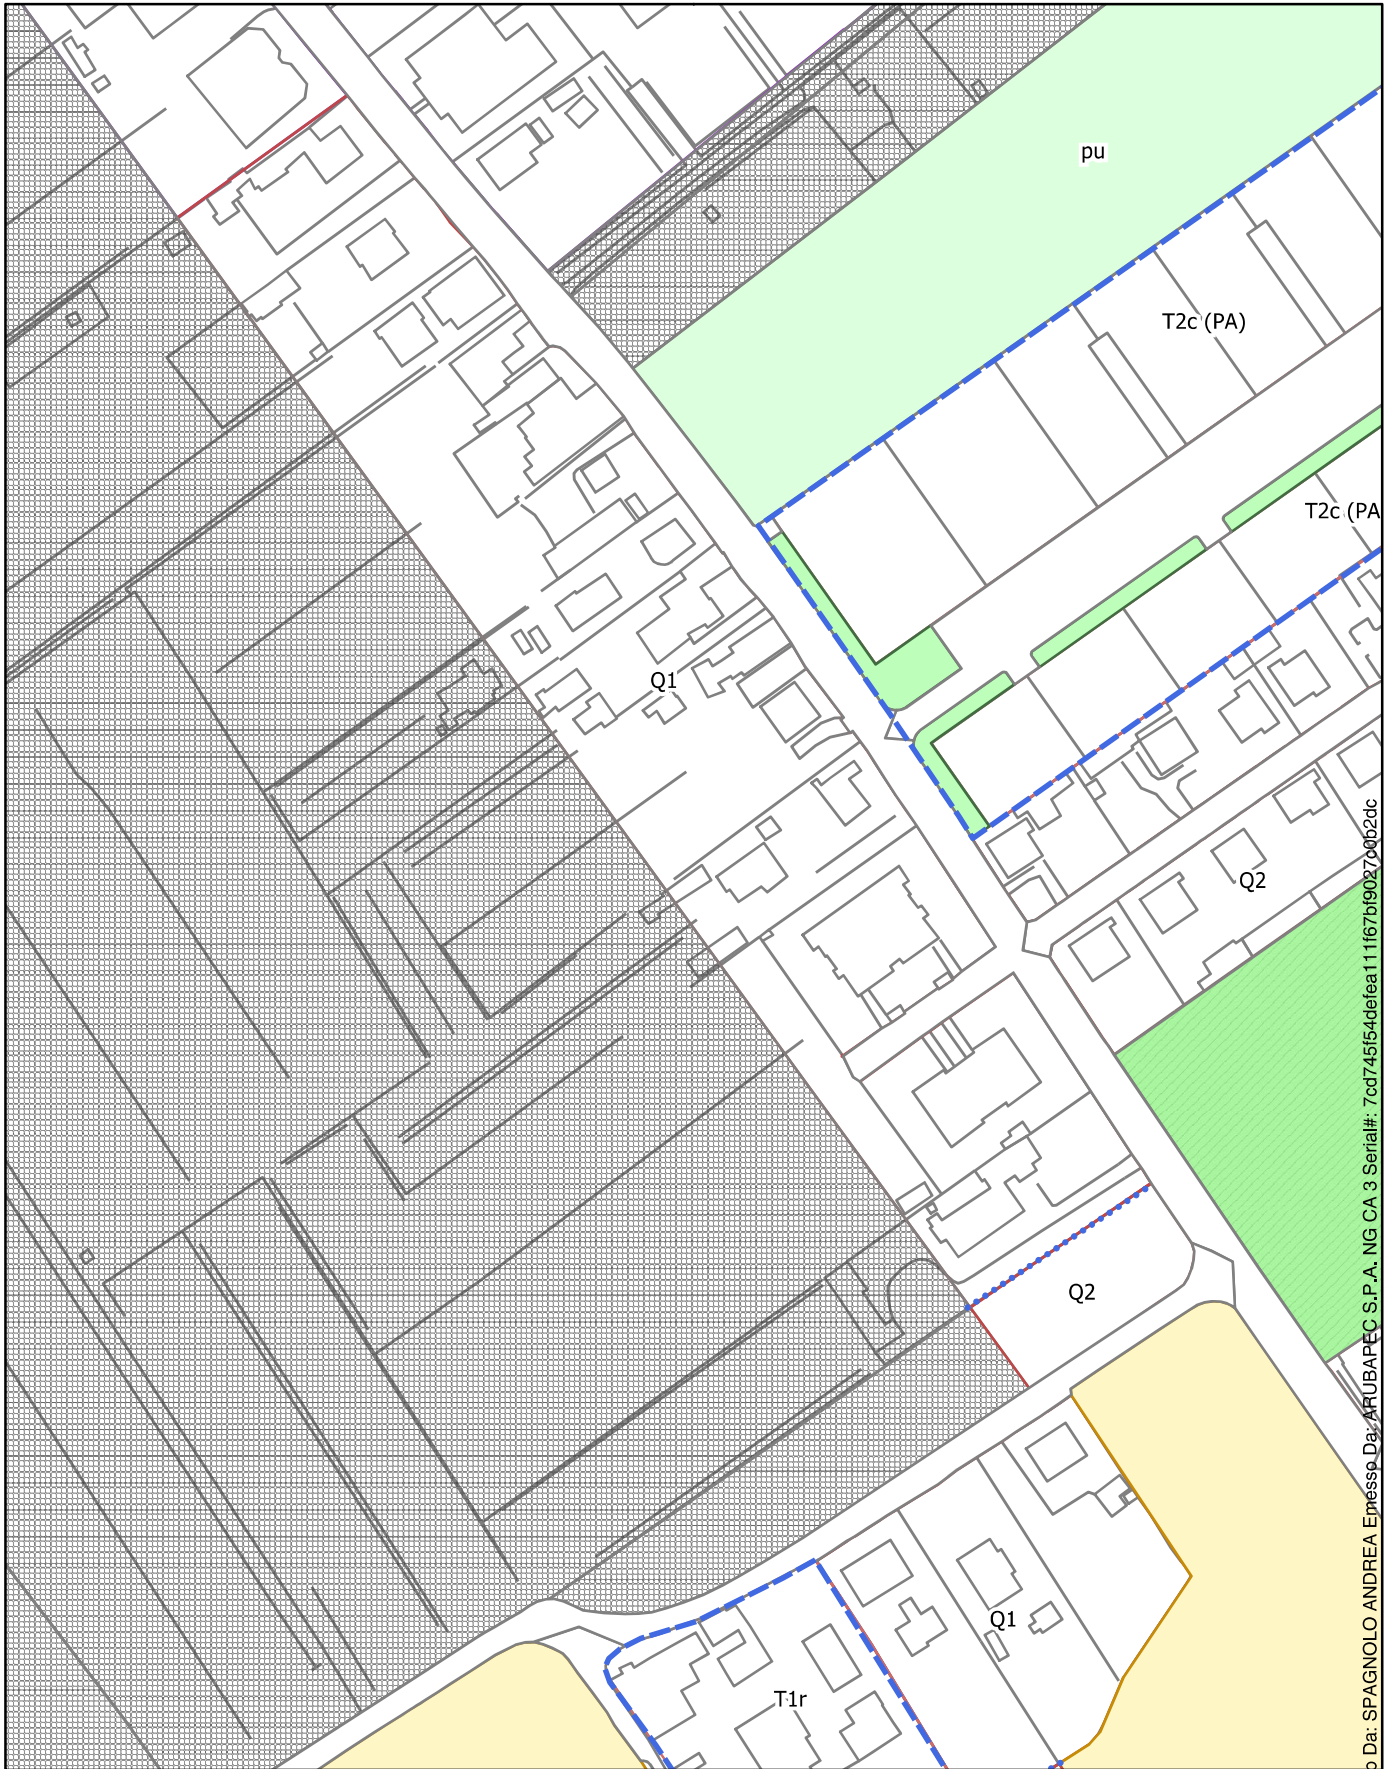 pu
T2c (PA)
T2c (PA
Q1
Q2
Q2
Q1
T1r
o Da: SPAGNOLO ANDREA Emesso Da: ARUBAPEC S.P.A. NG CA 3 Serial#: 7cd745f54defea111f67bf9027c0b2dc